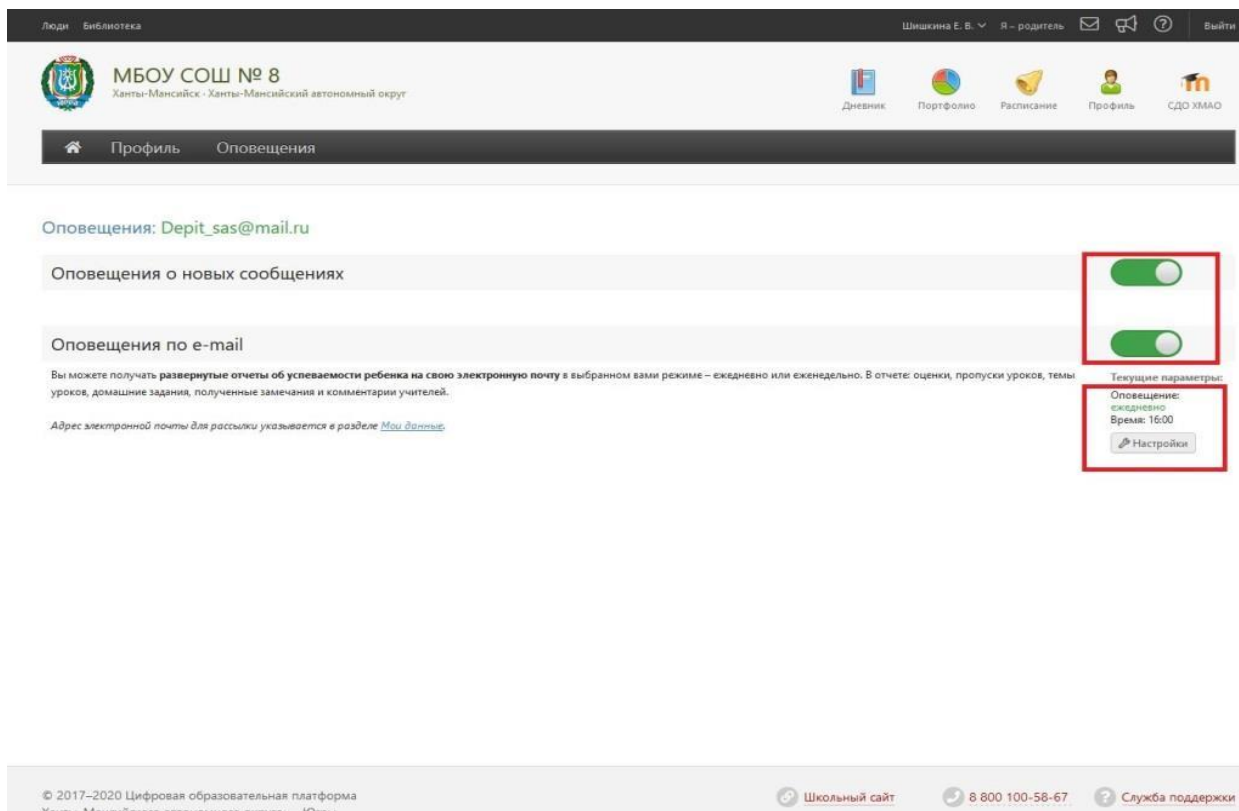 Люди Библиотека
Шишкина Е. В. Я – родитель Выйти
МБОУ СОШ № 8
Ханты-Мансийск · Ханты-Мансийский автономный округ
Дневник Портфолио Расписание Профиль СДО ХМАО
Профиль Оповещения
Оповещения: Depit_sas@mail.ru
Оповещения о новых сообщениях
Оповещения по e-mail
Вы можете получать развернутые отчеты об успеваемости ребенка на свою электронную почту в выбранном вами режиме – ежедневно или еженедельно. В отчете: оценки, пропуски уроков, темы
уроков, домашние задания, полученные замечания и комментарии учителей.
Адрес электронной почты для рассылки указывается в разделе Мои данные.
Текущие параметры:
Оповещение:
ежедневно
Время: 16:00
Настройки
© 2017–2020 Цифровая образовательная платформа
Школьный сайт 8 800 100-58-67 Служба поддержки